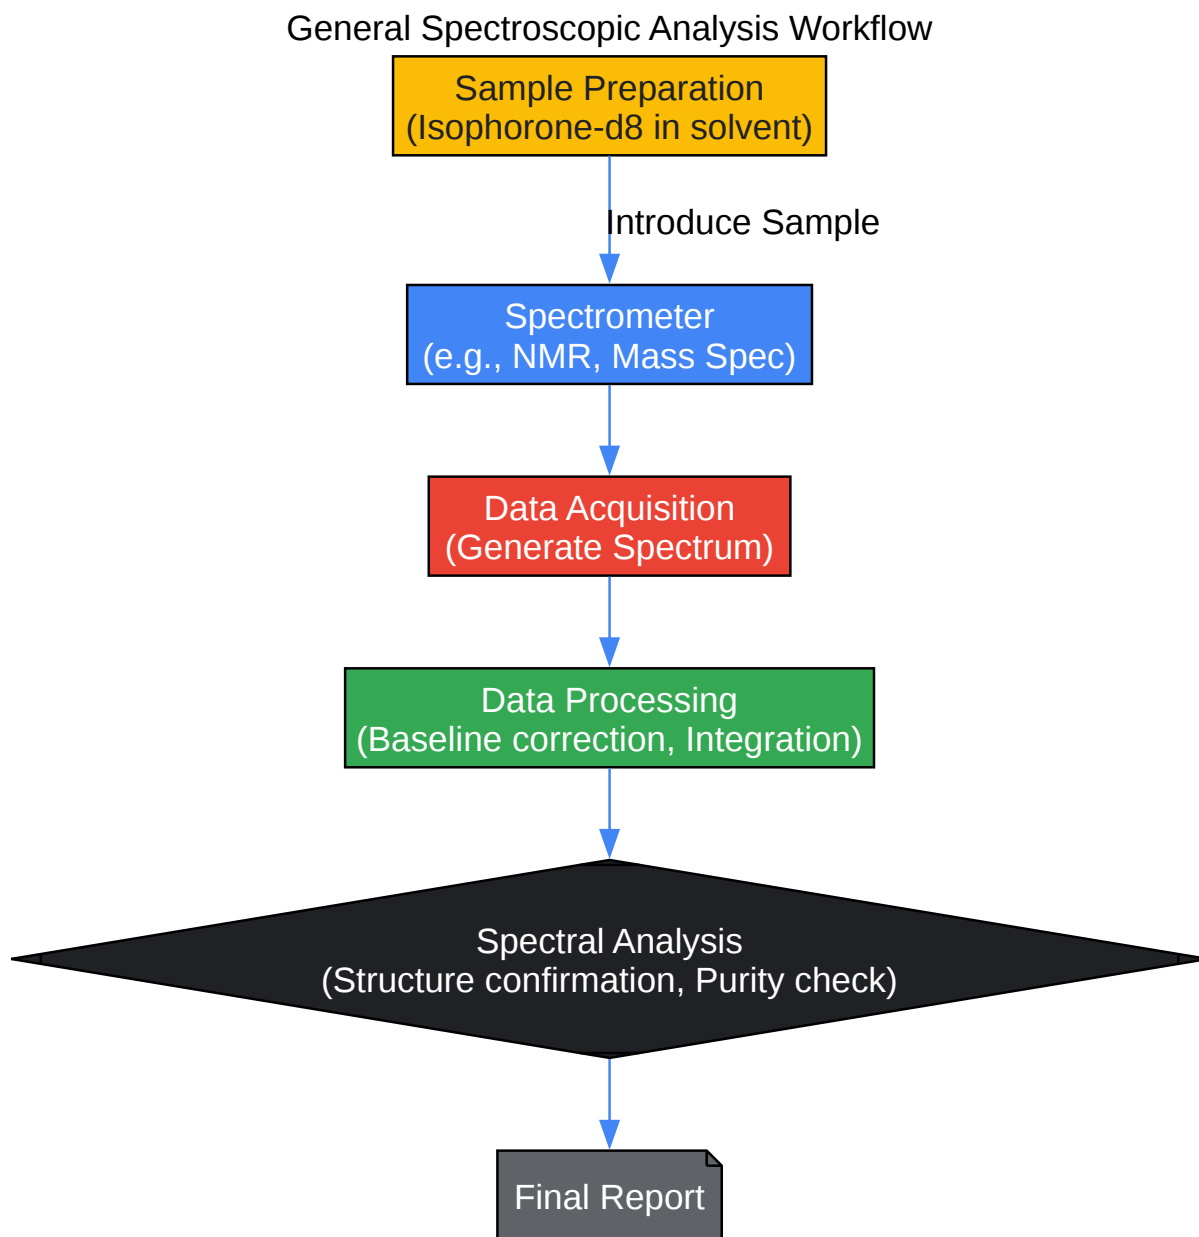 General Spectroscopic Analysis Workflow
Sample Preparation
(Isophorone-d8 in solvent)
Introduce Sample
Spectrometer
(e.g., NMR, Mass Spec)
Data Acquisition
(Generate Spectrum)
Data Processing
(Baseline correction, Integration)
Spectral Analysis
(Structure confirmation, Purity check)
Final Report